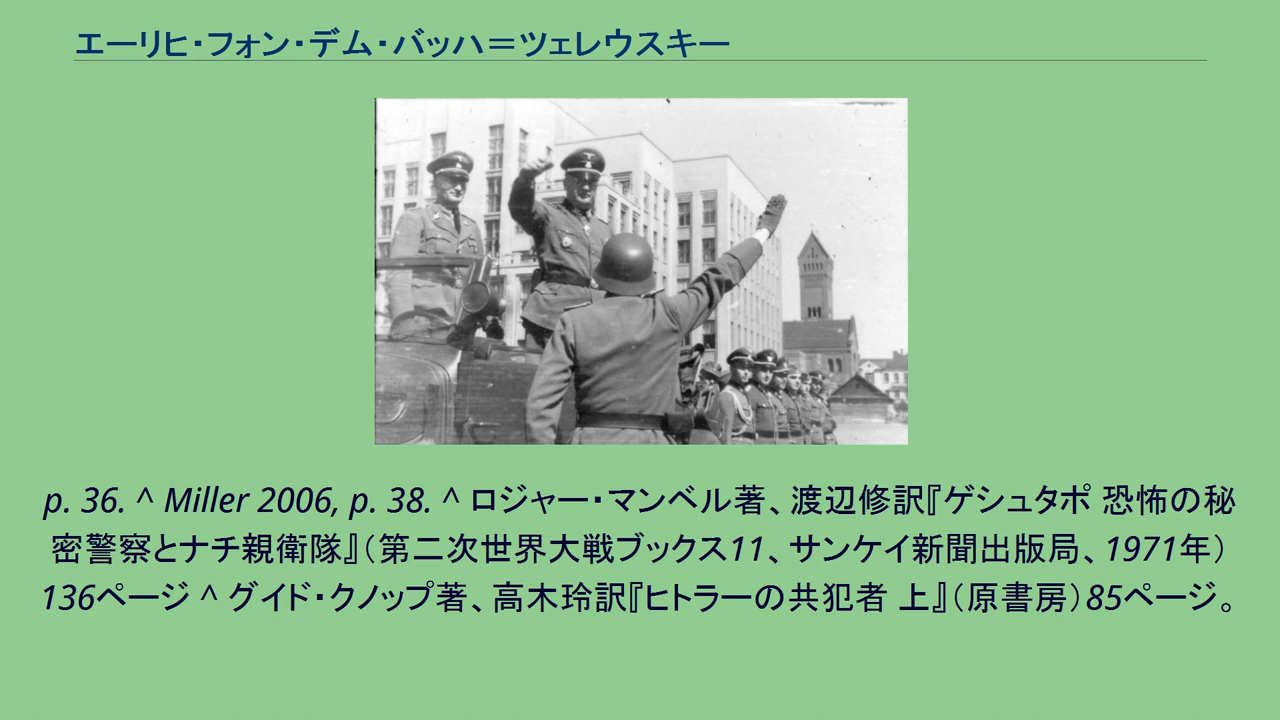 エーリヒ・フォン・デム・バッハ＝ツェレウスキー
p. 36. ^ Miller 2006, p. 38. ^ ロジャー・マンベル著、渡辺修訳『ゲシュタポ 恐怖の秘
密警察とナチ親衛隊』（第二次世界大戦ブックス11、サンケイ新聞出版局、1971年）
136ページ ^ グイド・クノップ著、高木玲訳『ヒトラーの共犯者 上』（原書房）85ページ。